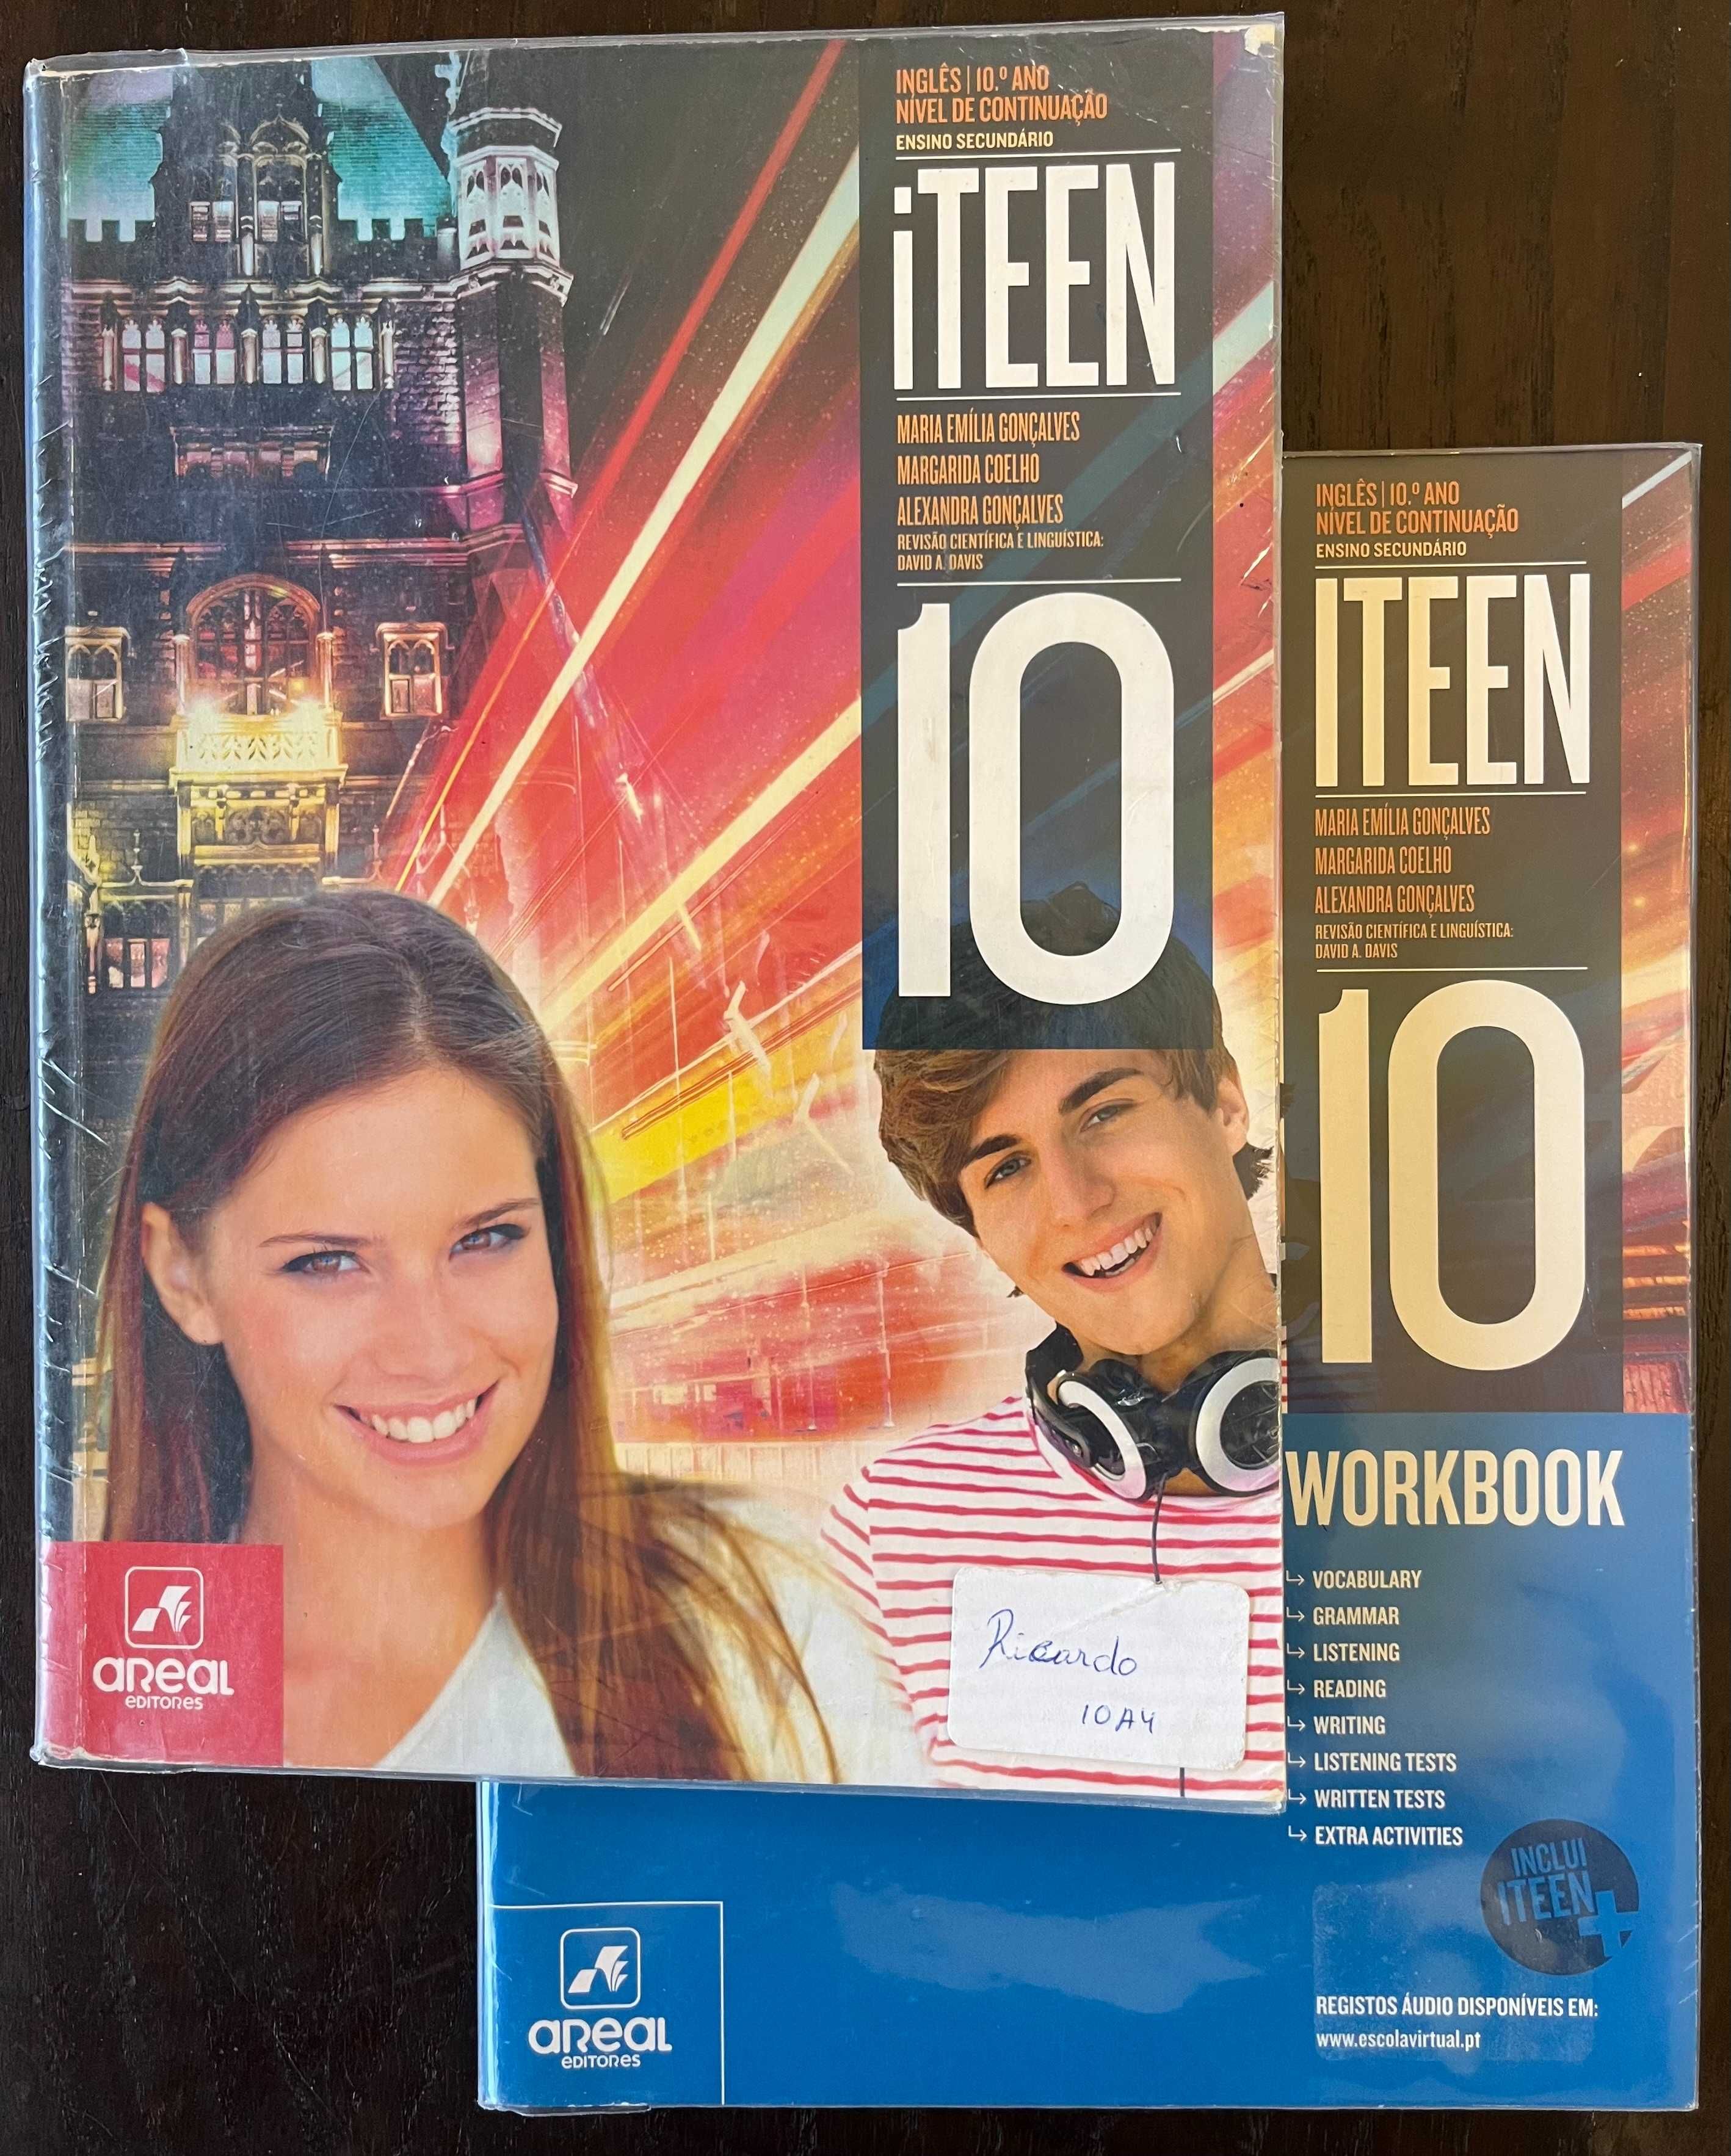 INGLÊS | 10.º ANO
NÍVEL DE CONTINUAÇÃO
ENSINO SECUNDÁRIO
iTEEN
MARIA EMÍLIA GONÇALVES
MARGARIDA COELHO
ALEXANDRA GONÇALVES
REVISÃO CIENTÍFICA E LINGUÍSTICA:
DAVID A. DAVIS
10
Ricardo
10A4
aReaL
EDITORES
INGLÊS | 10.º ANO
NÍVEL DE CONTINUAÇÃO
ENSINO SECUNDÁRIO
ITEEN
MARIA EMÍLIA GONÇALVES
MARGARIDA COELHO
ALEXANDRA GONÇALVES
REVISÃO CIENTÍFICA E LINGUÍSTICA:
DAVID A. DAVIS
10
WORKBOOK
↳ VOCABULARY
↳ GRAMMAR
↳ LISTENING
↳ READING
↳ WRITING
↳ LISTENING TESTS
↳ WRITTEN TESTS
↳ EXTRA ACTIVITIES
INCLUI
ITEEN+
REGISTOS ÁUDIO DISPONÍVEIS EM:
www.escolavirtual.pt
aReaL
EDITORES